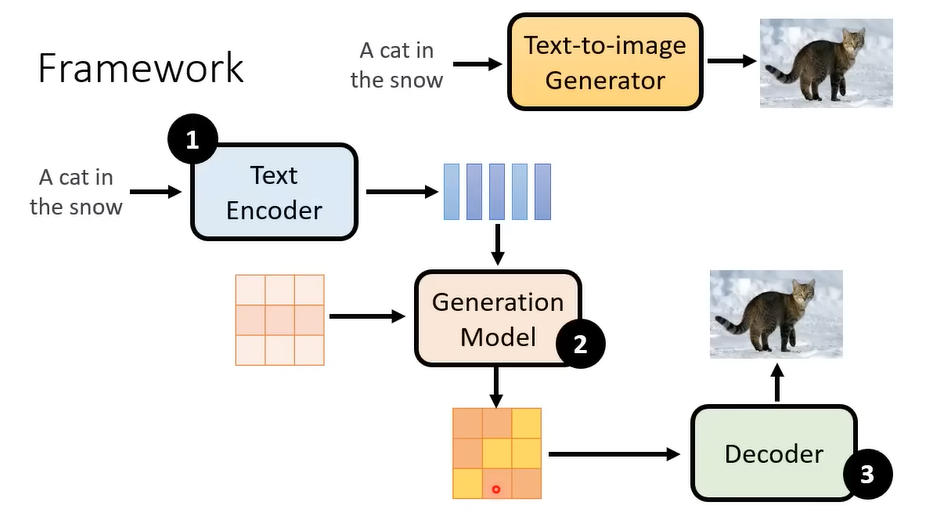 Framework
A cat in
the snow
Text-to-image
Generator
1
A cat in
the snow
Text
Encoder
Generation
Model
2
Decoder
3